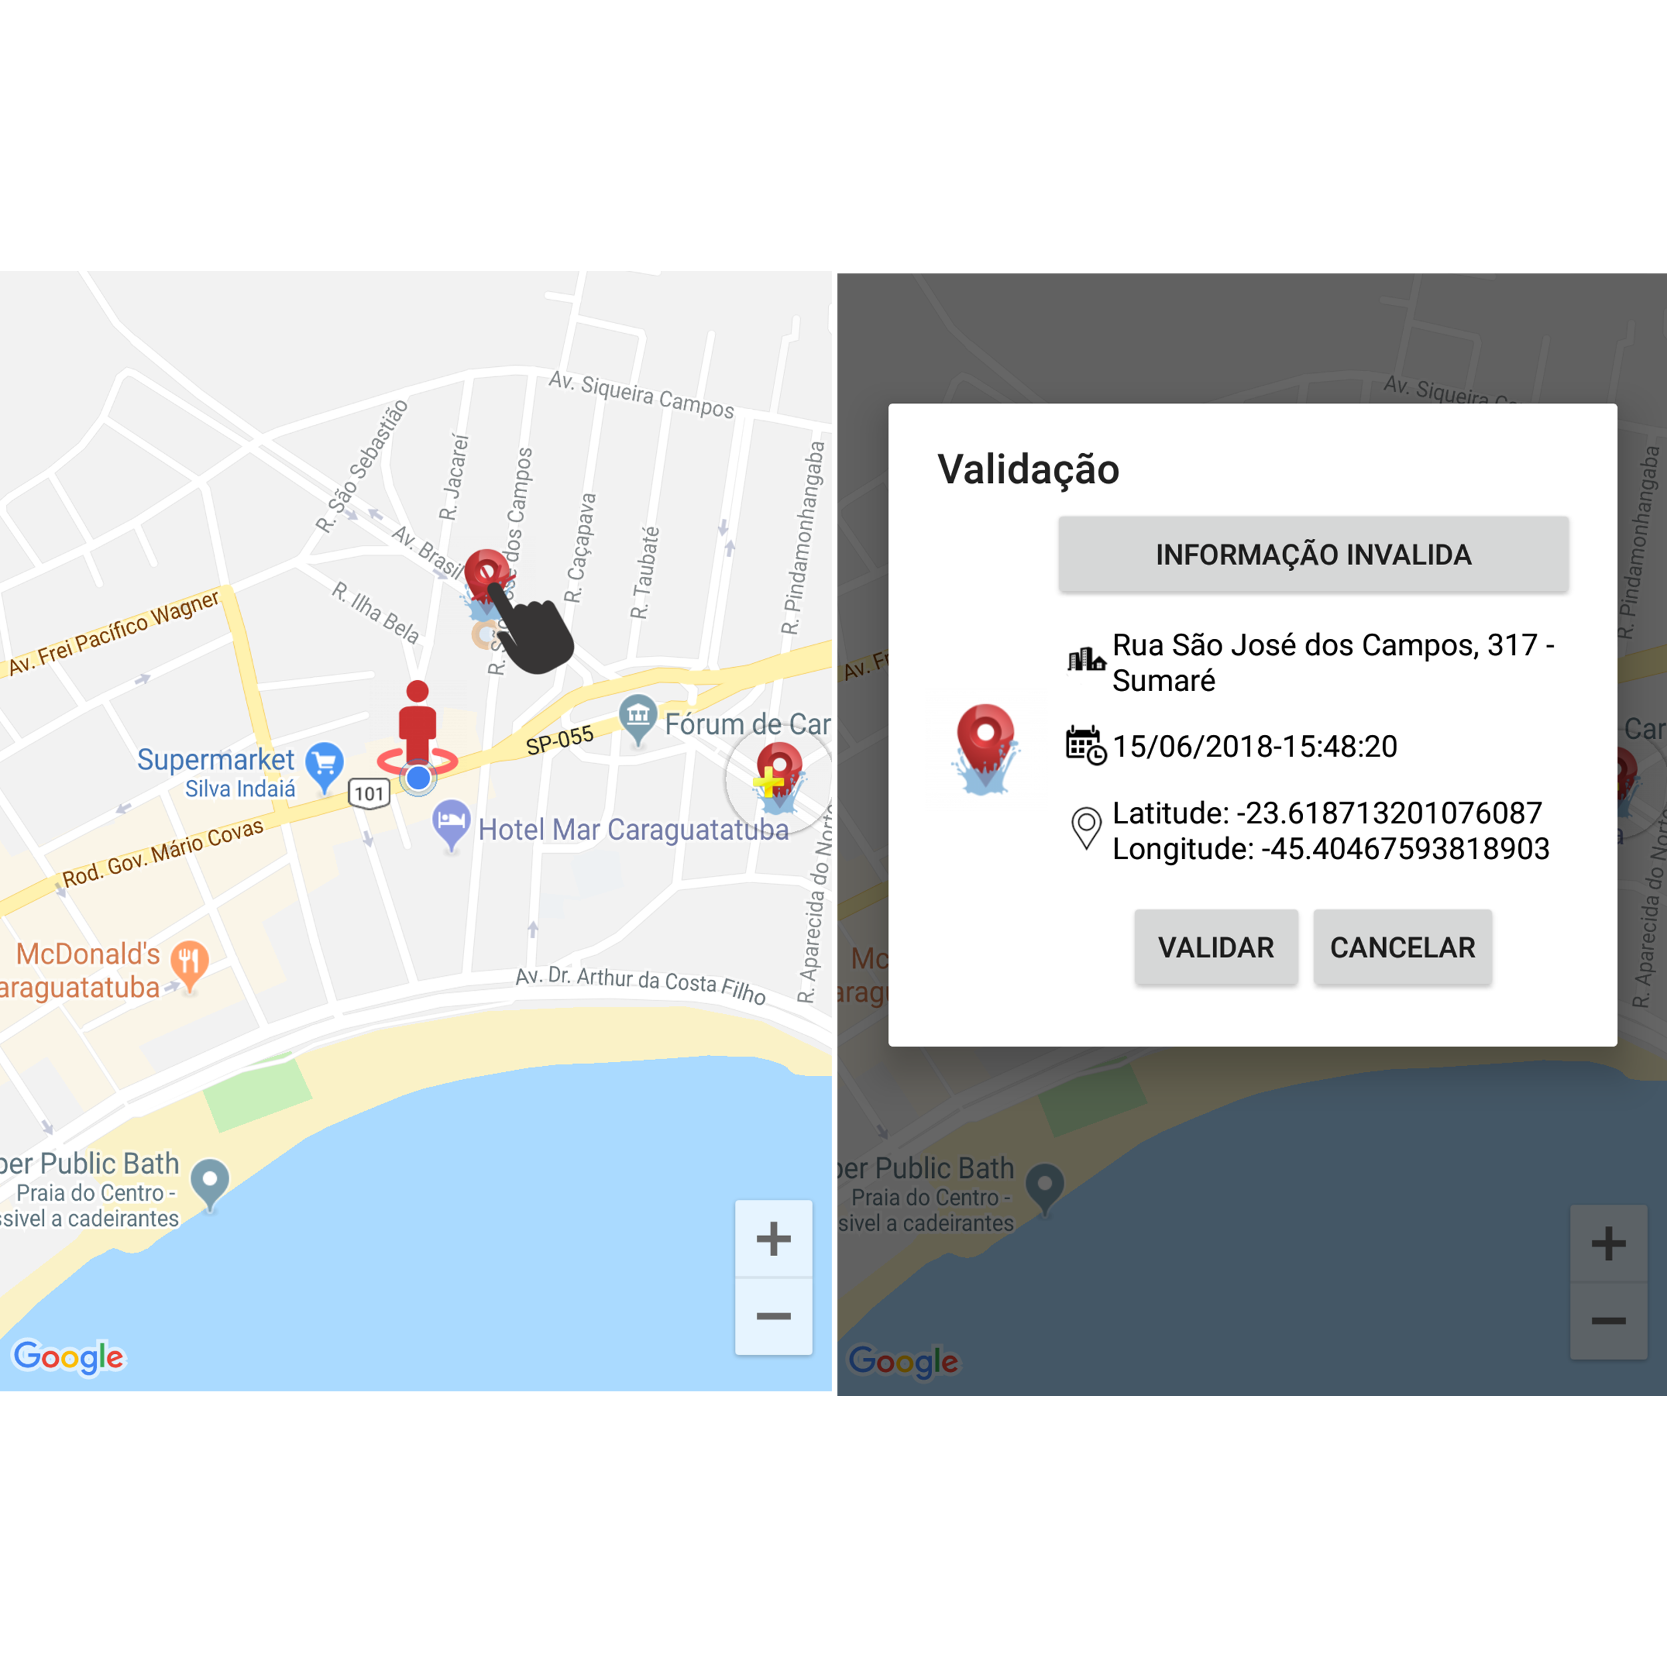 Av. Siqueira Campos
R. São Sebastião
R. Jacareí
R. São José dos Campos
R. Caçapava
R. Taubaté
R. Pindamonhangaba
Av. Brasil
R. Ilha Bela
Av. Frei Pacífico Wagner
Fórum de Car
SP-055
Supermarket
Silva Indaiá
101
Hotel Mar Caraguatatuba
Rod. Gov. Mário Covas
R. Aparecida do Norte
McDonald's
araguatatuba
Av. Dr. Arthur da Costa Filho
per Public Bath
Praia do Centro -
ssivel a cadeirantes
+
−
Google
Av. Siqueira C
Validação
INFORMAÇÃO INVALIDA
R. Pindamonhangaba
Rua São José dos Campos, 317 -
Sumaré
Av. Fr
Car
15/06/2018-15:48:20
Latitude: -23.618713201076087
Longitude: -45.40467593818903
a
VALIDAR
CANCELAR
R. Aparecida do Norte
Mc
arag
per Public Bath
Praia do Centro -
sivel a cadeirantes
+
−
Google